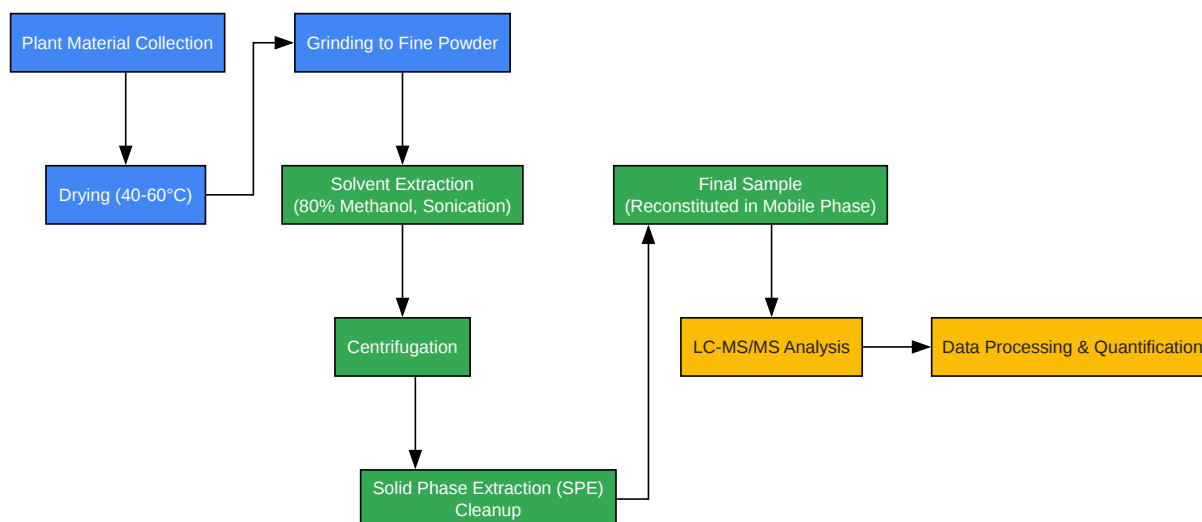 Plant Material Collection
Drying (40-60°C)
Grinding to Fine Powder
Solvent Extraction
(80% Methanol, Sonication)
Centrifugation
Solid Phase Extraction (SPE)
Cleanup
Final Sample
(Reconstituted in Mobile Phase)
LC-MS/MS Analysis
Data Processing & Quantification